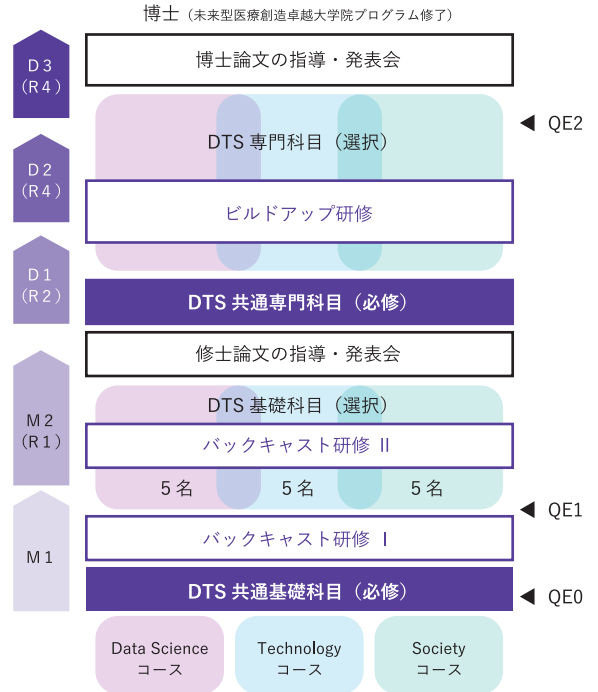 博士（未来型医療創造卓越大学院プログラム修了）
D3
(R4)
博士論文の指導・発表会
QE2
DTS 専門科目（選択）
D2
(R4)
ビルドアップ研修
D1
(R2)
DTS 共通専門科目（必修）
修士論文の指導・発表会
DTS 基礎科目（選択）
M2
(R1)
バックキャスト研修 II
5名
5名
5名
QE1
バックキャスト研修 I
M1
DTS 共通基礎科目（必修）
QE0
Data Science
コース
Technology
コース
Society
コース